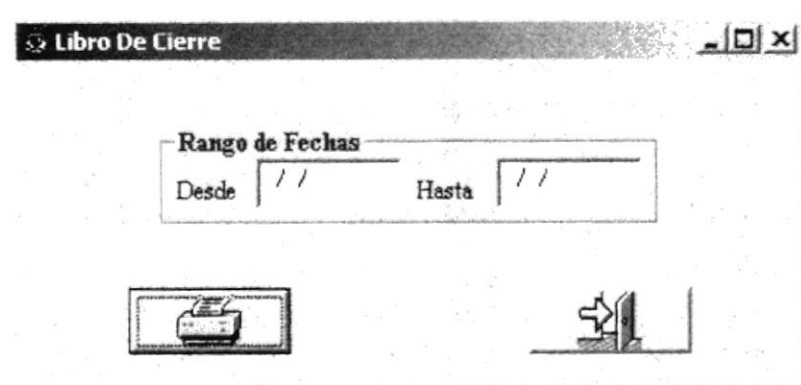 Libro De Cierre
Rango de Fechas
Desde / / Hasta / /